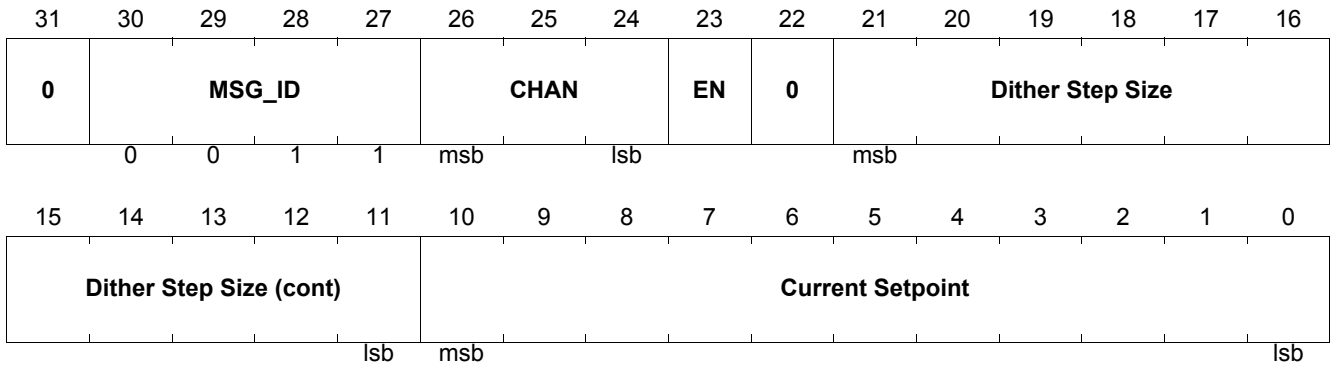 31 30 29 28 27 26 25 24 23 22 21 20 19 18 17 16
0 MSG_ID CHAN EN 0 Dither Step Size
0 0 1 1 msb lsb msb
15 14 13 12 11 10 9 8 7 6 5 4 3 2 1 0
Dither Step Size (cont) Current Setpoint
lsb msb lsb